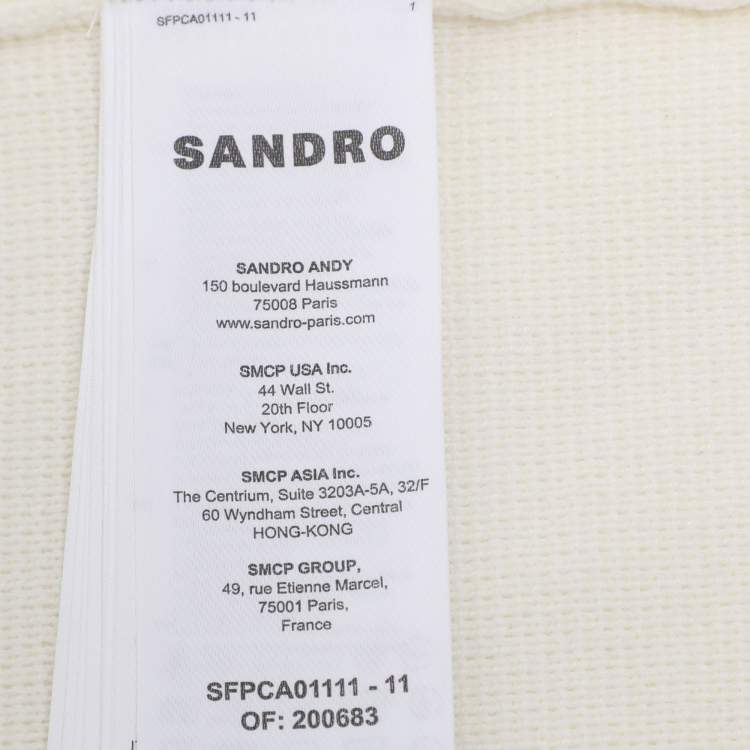 SFPCA01111 - 11
1
SANDRO
SANDRO ANDY
150 boulevard Haussmann
75008 Paris
www.sandro-paris.com
SMCP USA Inc.
44 Wall St.
20th Floor
New York, NY 10005
SMCP ASIA Inc.
The Centrium, Suite 3203A-5A, 32/F
60 Wyndham Street, Central
HONG-KONG
SMCP GROUP,
49, rue Etienne Marcel,
75001 Paris,
France
SFPCA01111 - 11
OF: 200683